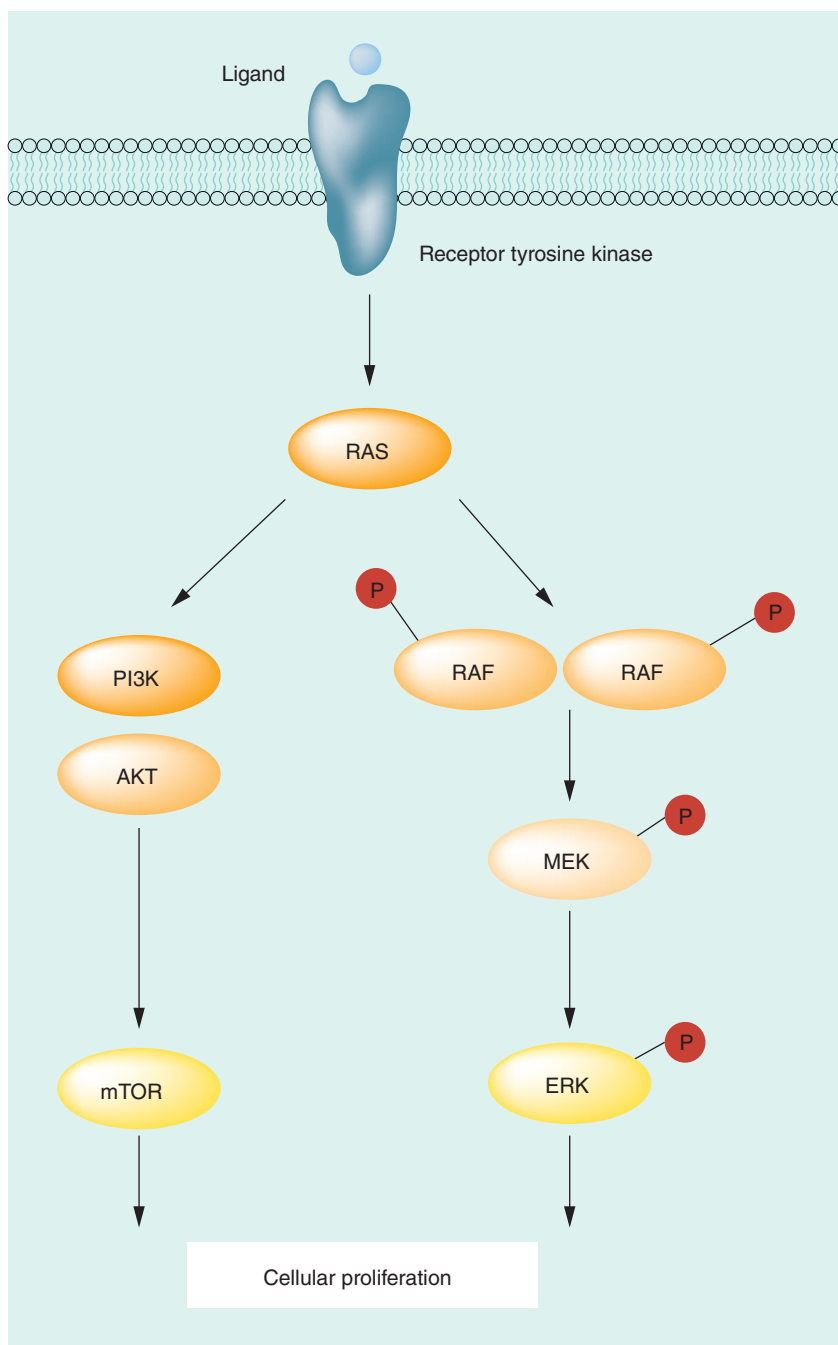 Ligand
Receptor tyrosine kinase
RAS
P
P
PI3K
RAF
RAF
AKT
P
MEK
P
mTOR
ERK
Cellular proliferation